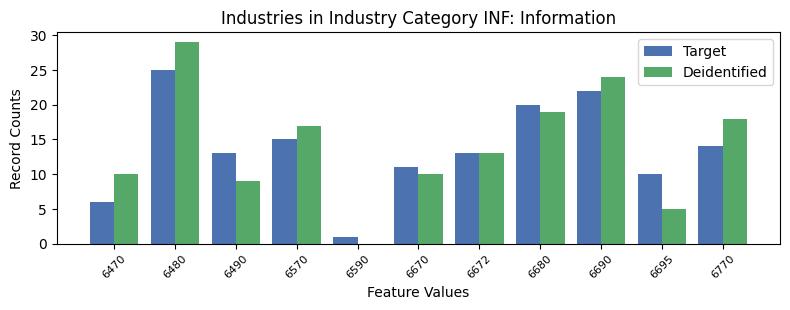 Industries in Industry Category INF: Information
Record Counts
30
25
20
15
10
5
0
Target
Deidentified
6470 6480 6490 6570 6590 6670 6672 6680 6690 6695 6770
Feature Values